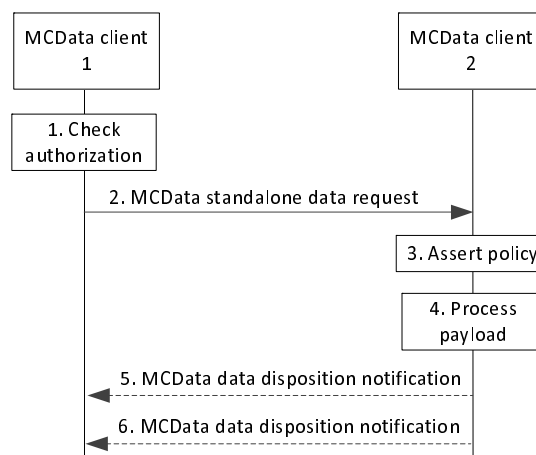 MCData client
1
MCData client
2
1. Check
authorization
2. MCData standalone data request
3. Assert policy
4. Process
payload
5. MCData data disposition notification
6. MCData data disposition notification